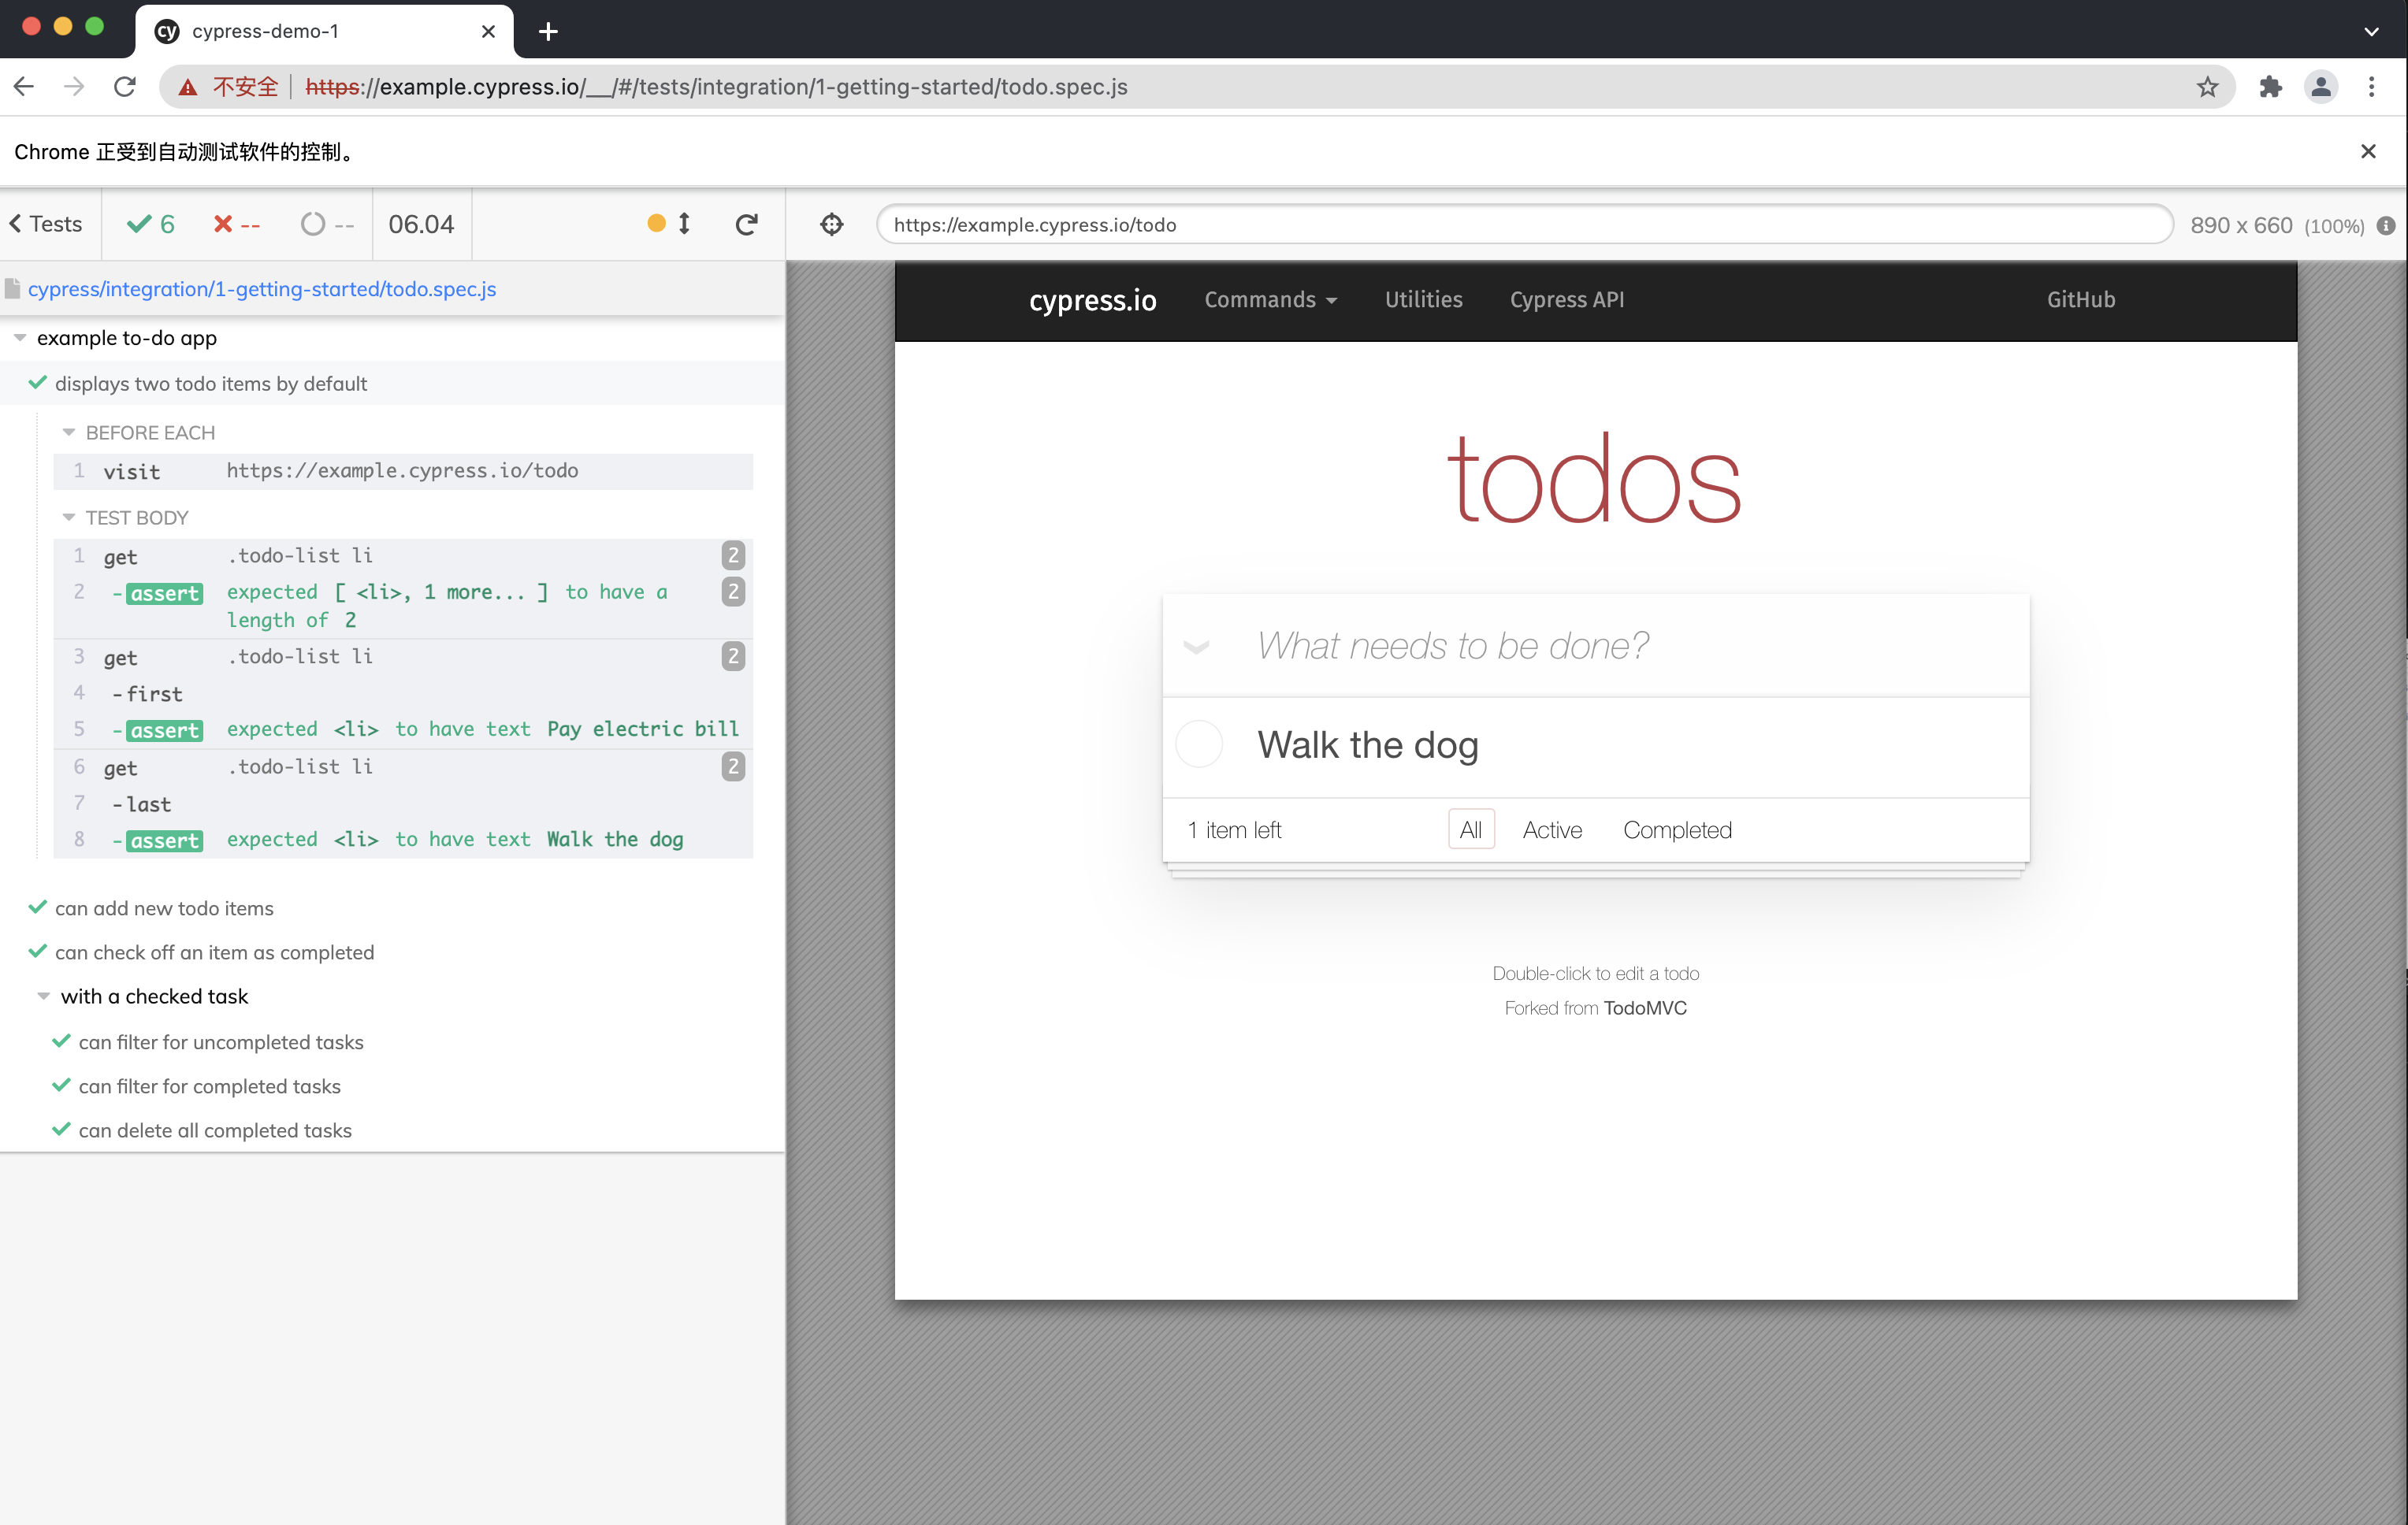 cypress-demo-1
不安全 https://example.cypress.io/__/#/tests/integration/1-getting-started/todo.spec.js
Chrome 正受到自动测试软件的控制。
Tests 6 -- -- 06.04 https://example.cypress.io/todo 890 x 660 (100%)
cypress/integration/1-getting-started/todo.spec.js
example to-do app
displays two todo items by default
BEFORE EACH
1 visit https://example.cypress.io/todo
TEST BODY
1 get .todo-list li 2
2 -assert expected [ <li>, 1 more... ] to have a 2
length of 2
3 get .todo-list li 2
4 -first
5 -assert expected <li> to have text Pay electric bill
6 get .todo-list li 2
7 -last
8 -assert expected <li> to have text Walk the dog
can add new todo items
can check off an item as completed
with a checked task
can filter for uncompleted tasks
can filter for completed tasks
can delete all completed tasks
cypress.io Commands Utilities Cypress API GitHub
todos
What needs to be done?
Walk the dog
1 item left All Active Completed
Double-click to edit a todo
Forked from TodoMVC